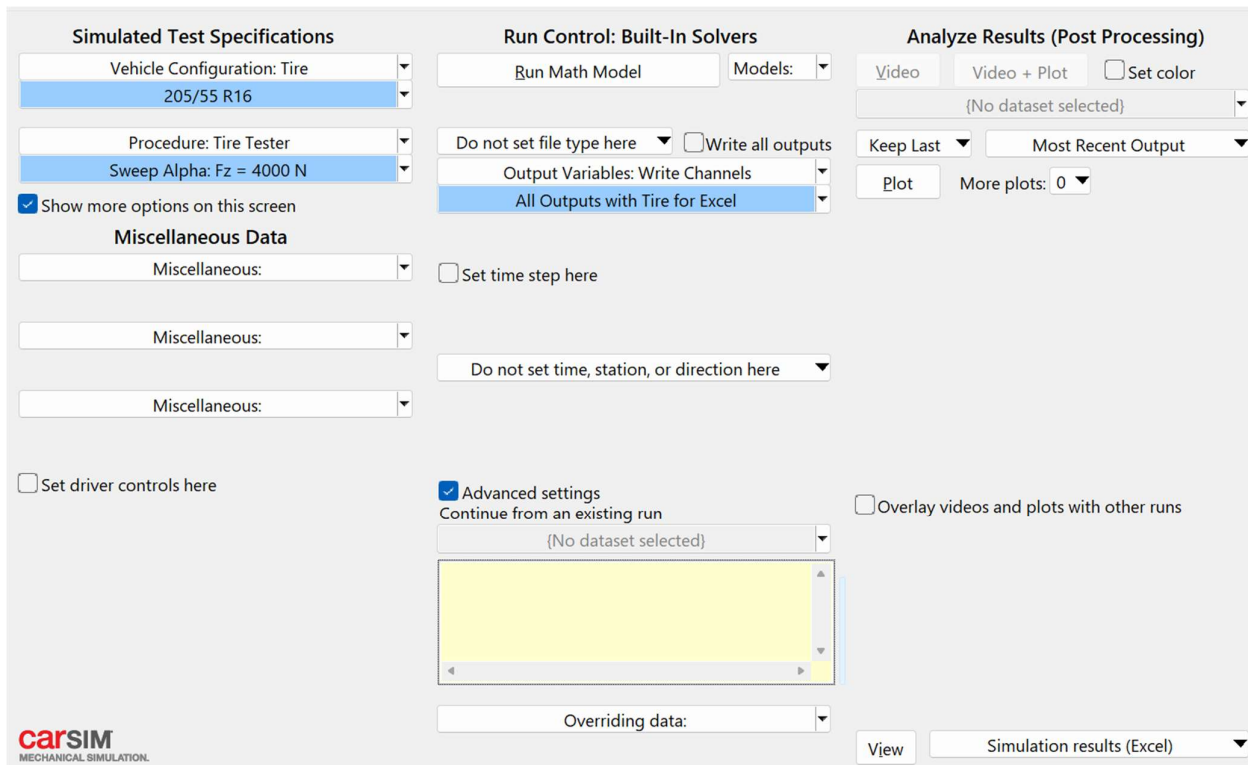 Simulated Test Specifications
Vehicle Configuration: Tire
205/55 R16
Procedure: Tire Tester
Sweep Alpha: Fz = 4000 N
Show more options on this screen
Miscellaneous Data
Miscellaneous:
Miscellaneous:
Miscellaneous:
Set driver controls here
carsim
MECHANICAL SIMULATION.
Run Control: Built-In Solvers
Run Math Model
Models:
Do not set file type here
Write all outputs
Output Variables: Write Channels
All Outputs with Tire for Excel
Set time step here
Do not set time, station, or direction here
Advanced settings
Continue from an existing run
{No dataset selected}
Overriding data:
Analyze Results (Post Processing)
Video
Video + Plot
Set color
{No dataset selected}
Keep Last
Most Recent Output
Plot
More plots: 0
Overlay videos and plots with other runs
View
Simulation results (Excel)